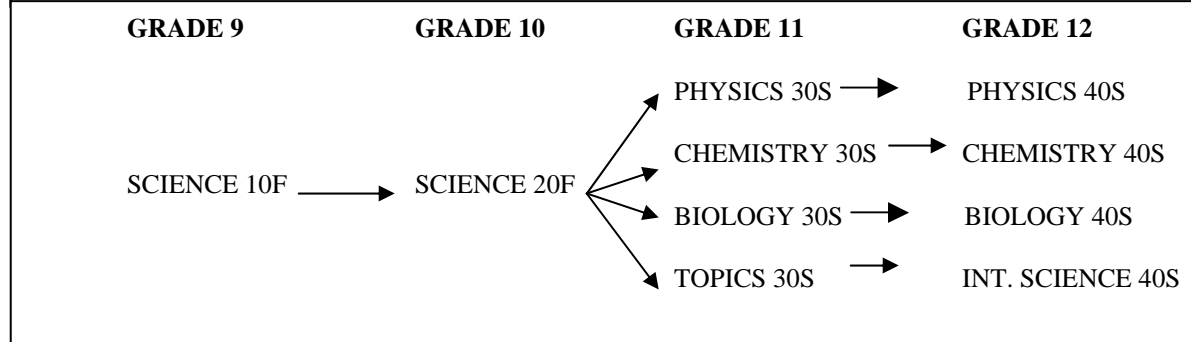 GRADE 9 GRADE 10 GRADE 11 GRADE 12
PHYSICS 30S PHYSICS 40S
CHEMISTRY 30S CHEMISTRY 40S
SCIENCE 10F SCIENCE 20F
BIOLOGY 30S BIOLOGY 40S
TOPICS 30S INT. SCIENCE 40S